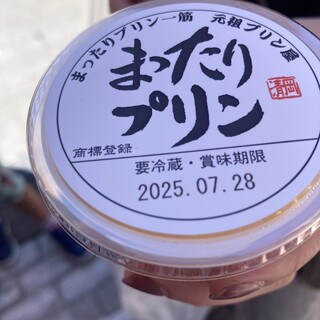 まったりプリン一筋 元祖プリン屋
まったり
プリン
商標登録
要冷蔵・賞味期限
2025.07.28